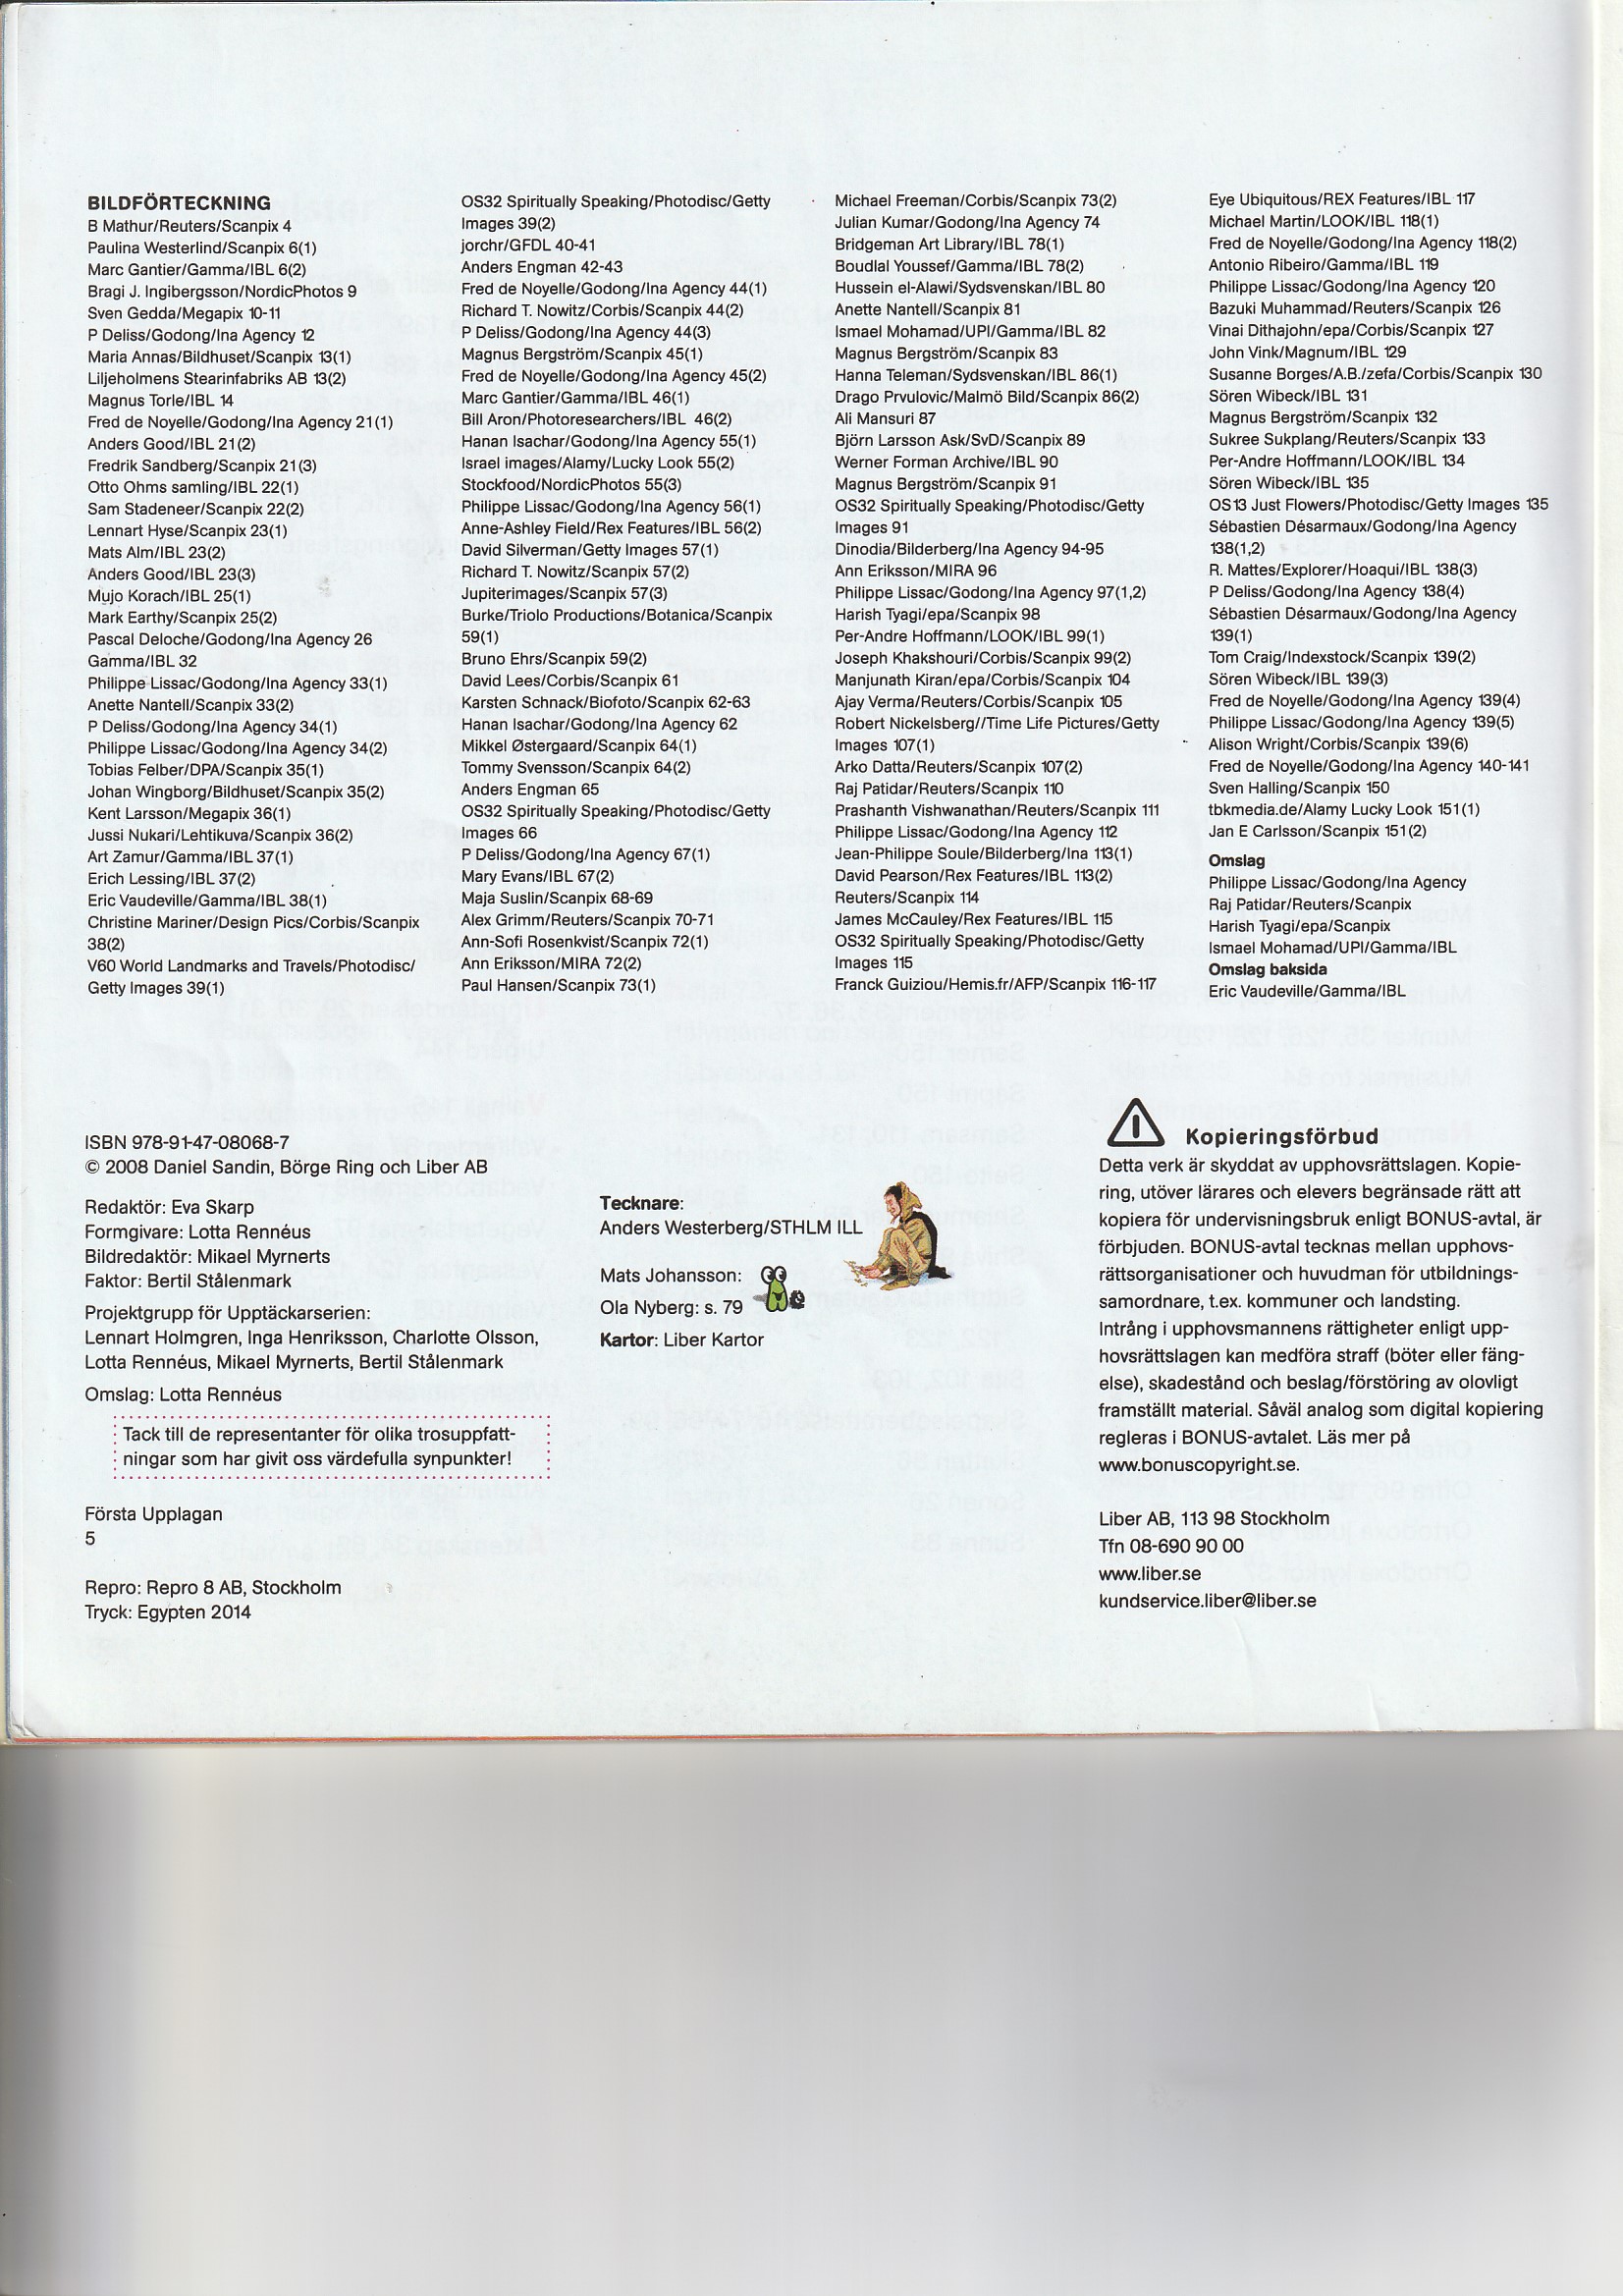 BILDFÖRTECKNING
B Mathur/Reuters/Scanpix 4
Paulina Westerlind/Scanpix 6(1)
Marc Gantier/Gamma/IBL 6(2)
Bragi J. Ingibergsson/NordicPhotos 9
Sven Gedda/Megapix 10-11
P Deliss/Godong/Ina Agency 12
Maria Annas/Bildhuset/Scanpix 13(1)
Liljeholmens Stearinfabriks AB 13(2)
Magnus Torle/IBL 14
Fred de Noyelle/Godong/Ina Agency 21(1)
Anders Good/IBL 21(2)
Fredrik Sandberg/Scanpix 21(3)
Otto Ohms samling/IBL 22(1)
Sam Stadeneer/Scanpix 22(2)
Lennart Hyse/Scanpix 23(1)
Mats Alm/IBL 23(2)
Anders Good/IBL 23(3)
Mujo Korach/IBL 25(1)
Mark Earthy/Scanpix 25(2)
Pascal Deloche/Godong/Ina Agency 26
Gamma/IBL 32
Philippe Lissac/Godong/Ina Agency 33(1)
Anette Nantell/Scanpix 33(2)
P Deliss/Godong/Ina Agency 34(1)
Philippe Lissac/Godong/Ina Agency 34(2)
Tobias Felber/DPA/Scanpix 35(1)
Johan Wingborg/Bildhuset/Scanpix 35(2)
Kent Larsson/Megapix 36(1)
Jussi Nukari/Lehtikuva/Scanpix 36(2)
Art Zamur/Gamma/IBL 37(1)
Erich Lessing/IBL 37(2)
Eric Vaudeville/Gamma/IBL 38(1)
Christine Mariner/Design Pics/Corbis/Scanpix
38(2)
V60 World Landmarks and Travels/Photodisc/
Getty Images 39(1)
OS32 Spiritually Speaking/Photodisc/Getty
Images 39(2)
jorchr/GFDL 40-41
Anders Engman 42-43
Fred de Noyelle/Godong/Ina Agency 44(1)
Richard T. Nowitz/Corbis/Scanpix 44(2)
P Deliss/Godong/Ina Agency 44(3)
Magnus Bergström/Scanpix 45(1)
Fred de Noyelle/Godong/Ina Agency 45(2)
Marc Gantier/Gamma/IBL 46(1)
Bill Aron/Photoresearchers/IBL 46(2)
Hanan Isachar/Godong/Ina Agency 55(1)
Israel images/Alamy/Lucky Look 55(2)
Stockfood/NordicPhotos 55(3)
Philippe Lissac/Godong/Ina Agency 56(1)
Anne-Ashley Field/Rex Features/IBL 56(2)
David Silverman/Getty Images 57(1)
Richard T. Nowitz/Scanpix 57(2)
Jupiterimages/Scanpix 57(3)
Burke/Triolo Productions/Botanica/Scanpix
59(1)
Bruno Ehrs/Scanpix 59(2)
David Lees/Corbis/Scanpix 61
Karsten Schnack/Biofoto/Scanpix 62-63
Hanan Isachar/Godong/Ina Agency 62
Mikkel Østergaard/Scanpix 64(1)
Tommy Svensson/Scanpix 64(2)
Anders Engman 65
OS32 Spiritually Speaking/Photodisc/Getty
Images 66
P Deliss/Godong/Ina Agency 67(1)
Mary Evans/IBL 67(2)
Maja Suslin/Scanpix 68-69
Alex Grimm/Reuters/Scanpix 70-71
Ann-Sofi Rosenkvist/Scanpix 72(1)
Ann Eriksson/MIRA 72(2)
Paul Hansen/Scanpix 73(1)
Michael Freeman/Corbis/Scanpix 73(2)
Julian Kumar/Godong/Ina Agency 74
Bridgeman Art Library/IBL 78(1)
Boudlal Youssef/Gamma/IBL 78(2)
Hussein el-Alawi/Sydsvenskan/IBL 80
Anette Nantell/Scanpix 81
Ismael Mohamad/UPI/Gamma/IBL 82
Magnus Bergström/Scanpix 83
Hanna Teleman/Sydsvenskan/IBL 86(1)
Drago Prvulovic/Malmö Bild/Scanpix 86(2)
Ali Mansuri 87
Björn Larsson Ask/SvD/Scanpix 89
Werner Forman Archive/IBL 90
Magnus Bergström/Scanpix 91
OS32 Spiritually Speaking/Photodisc/Getty
Images 91
Dinodia/Bilderberg/Ina Agency 94-95
Ann Eriksson/MIRA 96
Philippe Lissac/Godong/Ina Agency 97(1,2)
Harish Tyagi/epa/Scanpix 98
Per-Andre Hoffmann/LOOK/IBL 99(1)
Joseph Khakshouri/Corbis/Scanpix 99(2)
Manjunath Kiran/epa/Corbis/Scanpix 104
Ajay Verma/Reuters/Corbis/Scanpix 105
Robert Nickelsberg//Time Life Pictures/Getty
Images 107(1)
Arko Datta/Reuters/Scanpix 107(2)
Raj Patidar/Reuters/Scanpix 110
Prashanth Vishwanathan/Reuters/Scanpix 111
Philippe Lissac/Godong/Ina Agency 112
Jean-Philippe Soule/Bilderberg/Ina 113(1)
David Pearson/Rex Features/IBL 113(2)
Reuters/Scanpix 114
James McCauley/Rex Features/IBL 115
OS32 Spiritually Speaking/Photodisc/Getty
Images 115
Franck Guiziou/Hemis.fr/AFP/Scanpix 116-117
Eye Ubiquitous/REX Features/IBL 117
Michael Martin/LOOK/IBL 118(1)
Fred de Noyelle/Godong/Ina Agency 118(2)
Antonio Ribeiro/Gamma/IBL 119
Philippe Lissac/Godong/Ina Agency 120
Bazuki Muhammad/Reuters/Scanpix 126
Vinai Dithajohn/epa/Corbis/Scanpix 127
John Vink/Magnum/IBL 129
Susanne Borges/A.B./zefa/Corbis/Scanpix 130
Sören Wibeck/IBL 131
Magnus Bergström/Scanpix 132
Sukree Sukplang/Reuters/Scanpix 133
Per-Andre Hoffmann/LOOK/IBL 134
Sören Wibeck/IBL 135
OS13 Just Flowers/Photodisc/Getty Images 135
Sébastien Désarmaux/Godong/Ina Agency
138(1,2)
R. Mattes/Explorer/Hoaqui/IBL 138(3)
P Deliss/Godong/Ina Agency 138(4)
Sébastien Désarmaux/Godong/Ina Agency
139(1)
Tom Craig/Indexstock/Scanpix 139(2)
Sören Wibeck/IBL 139(3)
Fred de Noyelle/Godong/Ina Agency 139(4)
Philippe Lissac/Godong/Ina Agency 139(5)
Alison Wright/Corbis/Scanpix 139(6)
Fred de Noyelle/Godong/Ina Agency 140-141
Sven Halling/Scanpix 150
tbkmedia.de/Alamy Lucky Look 151(1)
Jan E Carlsson/Scanpix 151(2)
Omslag
Philippe Lissac/Godong/Ina Agency
Raj Patidar/Reuters/Scanpix
Harish Tyagi/epa/Scanpix
Ismael Mohamad/UPI/Gamma/IBL
Omslag baksida
Eric Vaudeville/Gamma/IBL
ISBN 978-91-47-08068-7
© 2008 Daniel Sandin, Börge Ring och Liber AB
Redaktör: Eva Skarp
Formgivare: Lotta Rennéus
Bildredaktör: Mikael Myrnerts
Faktor: Bertil Stålenmark
Projektgrupp för Upptäckarserien:
Lennart Holmgren, Inga Henriksson, Charlotte Olsson,
Lotta Rennéus, Mikael Myrnerts, Bertil Stålenmark
Omslag: Lotta Rennéus
Tack till de representanter för olika trosuppfatt-
ningar som har givit oss värdefulla synpunkter!
Första Upplagan
5
Repro: Repro 8 AB, Stockholm
Tryck: Egypten 2014
Tecknare:
Anders Westerberg/STHLM ILL
Mats Johansson:
Ola Nyberg: s. 79
Kartor: Liber Kartor
Kopieringsförbud
Detta verk är skyddat av upphovsrättslagen. Kopie-
ring, utöver lärares och elevers begränsade rätt att
kopiera för undervisningsbruk enligt BONUS-avtal, är
förbjuden. BONUS-avtal tecknas mellan upphovs-
rättsorganisationer och huvudman för utbildnings-
samordnare, t.ex. kommuner och landsting.
Intrång i upphovsmannens rättigheter enligt upp-
hovsrättslagen kan medföra straff (böter eller fäng-
else), skadestånd och beslag/förstöring av olovligt
framställt material. Såväl analog som digital kopiering
regleras i BONUS-avtalet. Läs mer på
www.bonuscopyright.se.
Liber AB, 113 98 Stockholm
Tfn 08-690 90 00
www.liber.se
kundservice.liber@liber.se